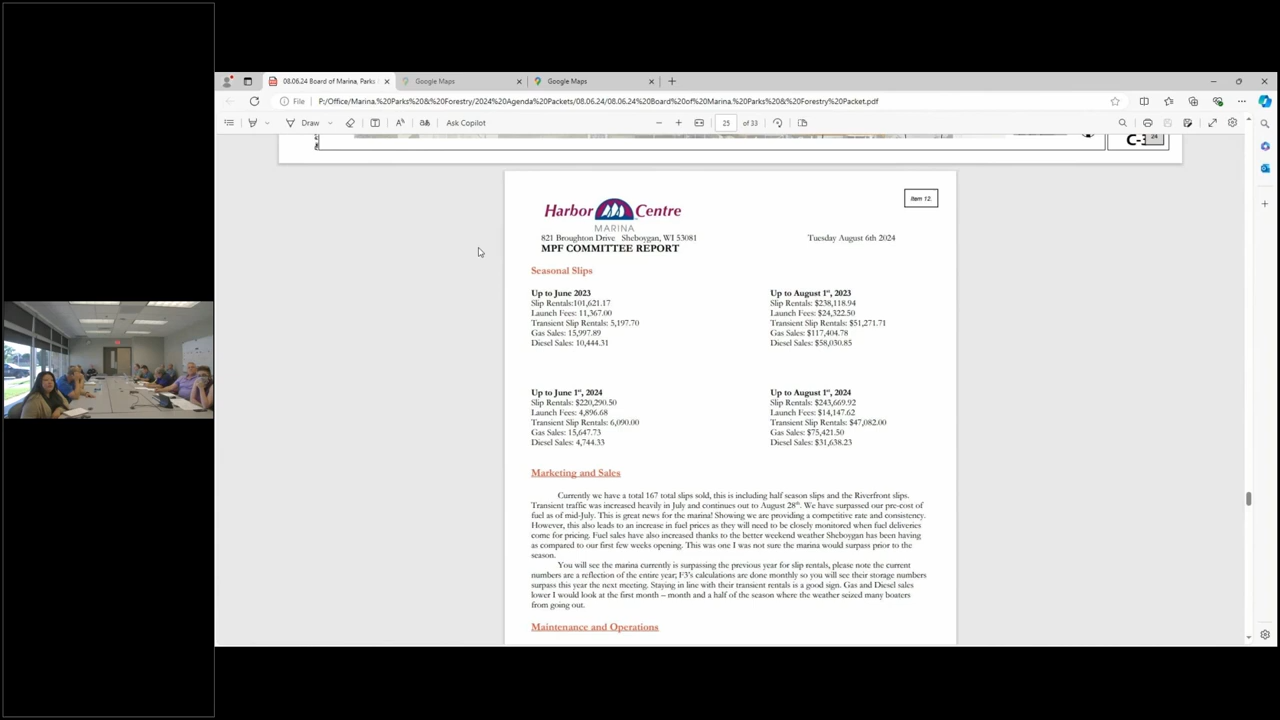 08.06.24 Board of Marina, Parks
Google Maps
Google Maps
File
P:/Office/Marina.%20Parks%20&%20Forestry/2024%20Agenda%20Packets/08.06.24/08.06.24%20Board%20of%20Marina.%20Parks%20&%20Forestry%20Packet.pdf
Draw
Ask Copilot
25 of 33
24
Item 12.
Harbor Centre
MARINA
821 Broughton Drive Sheboygan, WI 53081
Tuesday August 6th 2024
MPF COMMITTEE REPORT
Seasonal Slips
Up to June 2023
Slip Rentals:101,621.17
Launch Fees: 11,367.00
Transient Slip Rentals: 5,197.70
Gas Sales: 15,997.89
Diesel Sales: 10,444.31
Up to August 1st, 2023
Slip Rentals: $238,118.94
Launch Fees: $24,322.50
Transient Slip Rentals: $51,271.71
Gas Sales: $117,404.78
Diesel Sales: $58,030.85
Up to June 1st, 2024
Slip Rentals: $220,290.50
Launch Fees: 4,896.68
Transient Slip Rentals: 6,090.00
Gas Sales: 15,647.73
Diesel Sales: 4,744.33
Up to August 1st, 2024
Slip Rentals: $243,669.92
Launch Fees: $14,147.62
Transient Slip Rentals: $47,082.00
Gas Sales: $75,421.50
Diesel Sales: $31,638.23
Marketing and Sales
Currently we have a total 167 total slips sold, this is including half season slips and the Riverfront slips.
Transient traffic was increased heavily in July and continues out to August 28th. We have surpassed our pre-cost of
fuel as of mid-July. This is great news for the marina! Showing we are providing a competitive rate and consistency.
However, this also leads to an increase in fuel prices as they will need to be closely monitored when fuel deliveries
come for pricing. Fuel sales have also increased thanks to the better weekend weather Sheboygan has been having
as compared to our first few weeks opening. This was one I was not sure the marina would surpass prior to the
season.
You will see the marina currently is surpassing the previous year for slip rentals, please note the current
numbers are a reflection of the entire year; F3's calculations are done monthly so you will see their storage numbers
surpass this year the next meeting. Staying in line with their transient rentals is a good sign. Gas and Diesel sales
lower I would look at the first month – month and a half of the season where the weather seized many boaters
from going out.
Maintenance and Operations